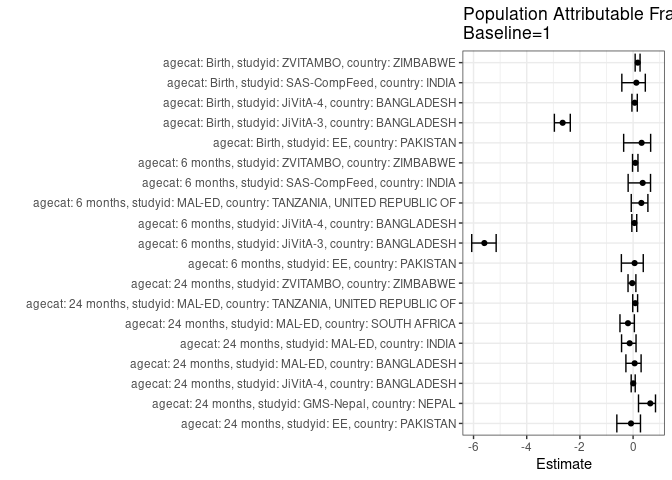 Population Attributable Fra
Baseline=1
agecat: Birth, studyid: ZVITAMBO, country: ZIMBABWE
agecat: Birth, studyid: SAS-CompFeed, country: INDIA
agecat: Birth, studyid: JiVitA-4, country: BANGLADESH
agecat: Birth, studyid: JiVitA-3, country: BANGLADESH
agecat: Birth, studyid: EE, country: PAKISTAN
agecat: 6 months, studyid: ZVITAMBO, country: ZIMBABWE
agecat: 6 months, studyid: SAS-CompFeed, country: INDIA
agecat: 6 months, studyid: MAL-ED, country: TANZANIA, UNITED REPUBLIC OF
agecat: 6 months, studyid: JiVitA-4, country: BANGLADESH
agecat: 6 months, studyid: JiVitA-3, country: BANGLADESH
agecat: 6 months, studyid: EE, country: PAKISTAN
agecat: 24 months, studyid: ZVITAMBO, country: ZIMBABWE
agecat: 24 months, studyid: MAL-ED, country: TANZANIA, UNITED REPUBLIC OF
agecat: 24 months, studyid: MAL-ED, country: SOUTH AFRICA
agecat: 24 months, studyid: MAL-ED, country: INDIA
agecat: 24 months, studyid: MAL-ED, country: BANGLADESH
agecat: 24 months, studyid: JiVitA-4, country: BANGLADESH
agecat: 24 months, studyid: GMS-Nepal, country: NEPAL
agecat: 24 months, studyid: EE, country: PAKISTAN
-6 -4 -2 0
Estimate